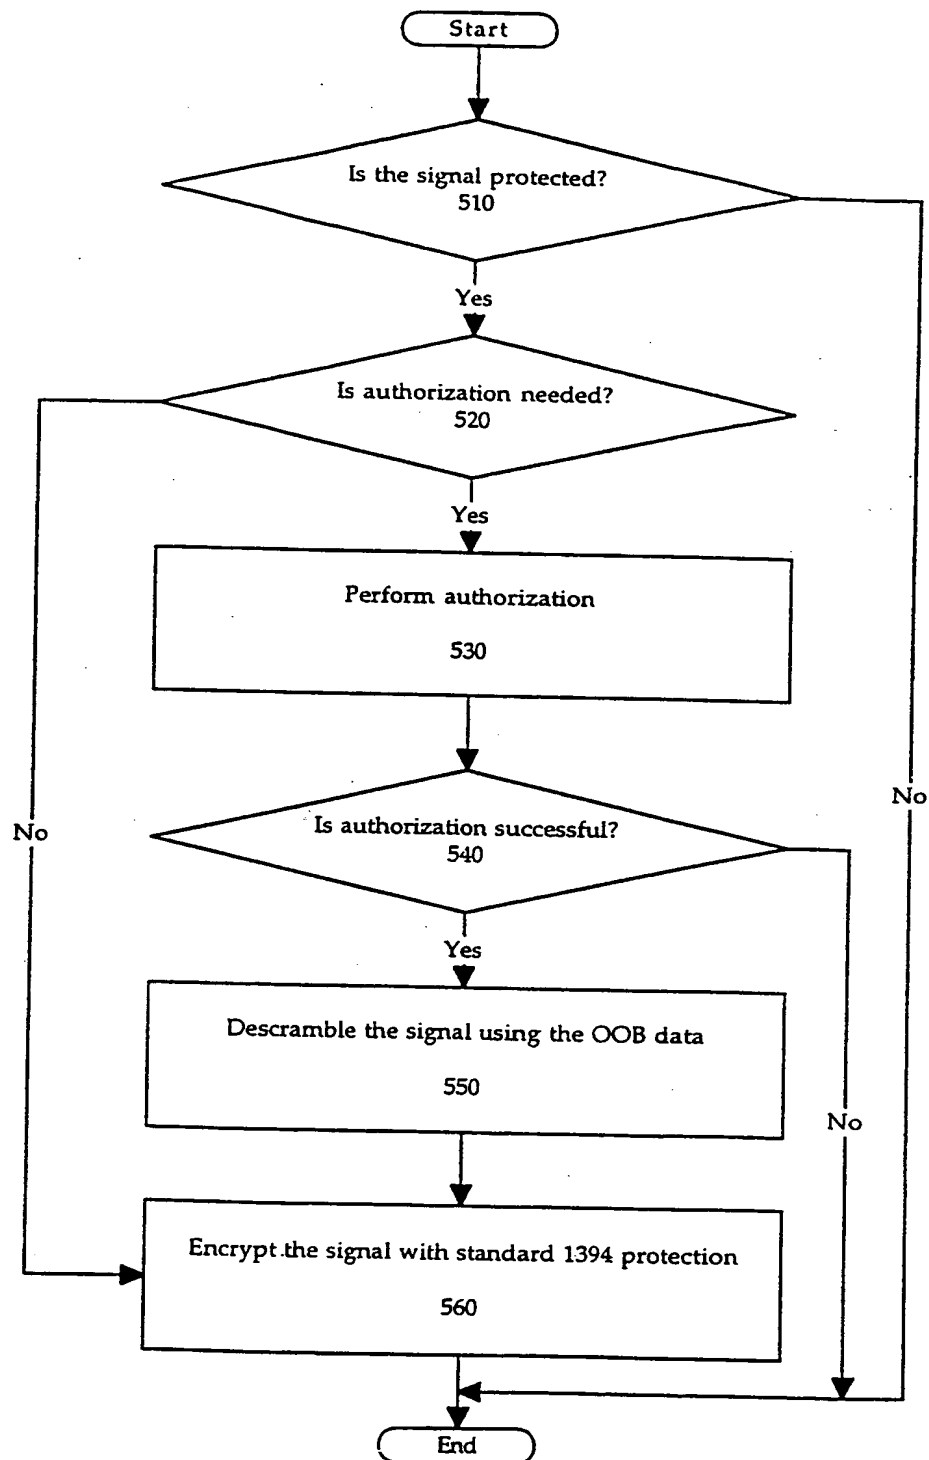 Start
Is the signal protected?
510
Yes
Is authorization needed?
520
Yes
Perform authorization
530
No
No
Is authorization successful?
540
Yes
Descramble the signal using the OOB data
550
No
Encrypt the signal with standard 1394 protection
560
End